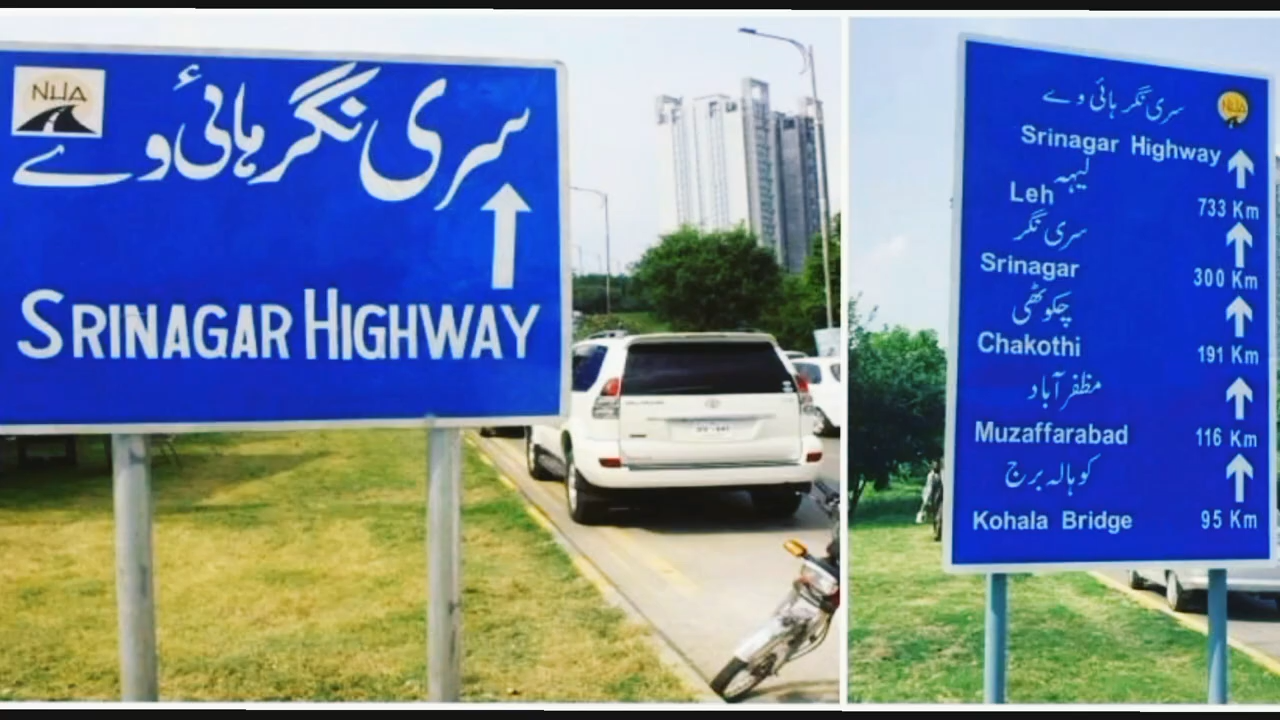 NHA
سری نگر ہائی وے
SRINAGAR HIGHWAY
NHA
سری نگر ہائی وے
Srinagar Highway
لیہہ
Leh 733 Km
سری نگر
Srinagar 300 Km
چکوٹھی
Chakothi 191 Km
مظفر آباد
Muzaffarabad 116 Km
کوہالہ برج
Kohala Bridge 95 Km